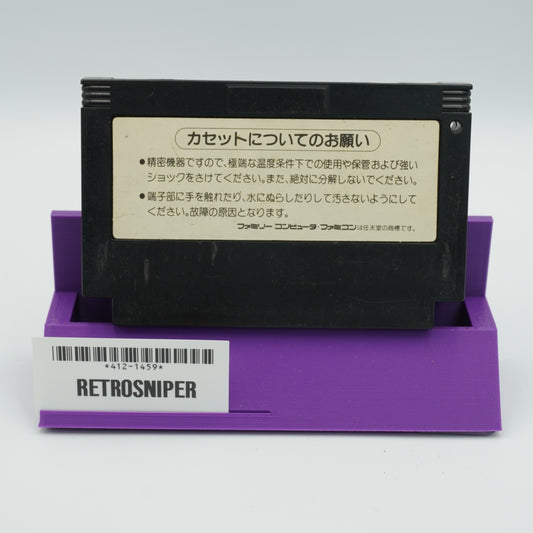 カセットについてのお願い
●精密機器ですので、極端な温度条件下での使用や保管および強い
ショックをさけてください。また、絶対に分解しないでください。
●端子部に手を触れたり、水にぬらしたりして汚さないようにして
ください。故障の原因となります。
ファミリー コンピュータ・ファミコンは任天堂の商標です。
*412-1459*
RETROSNIPER